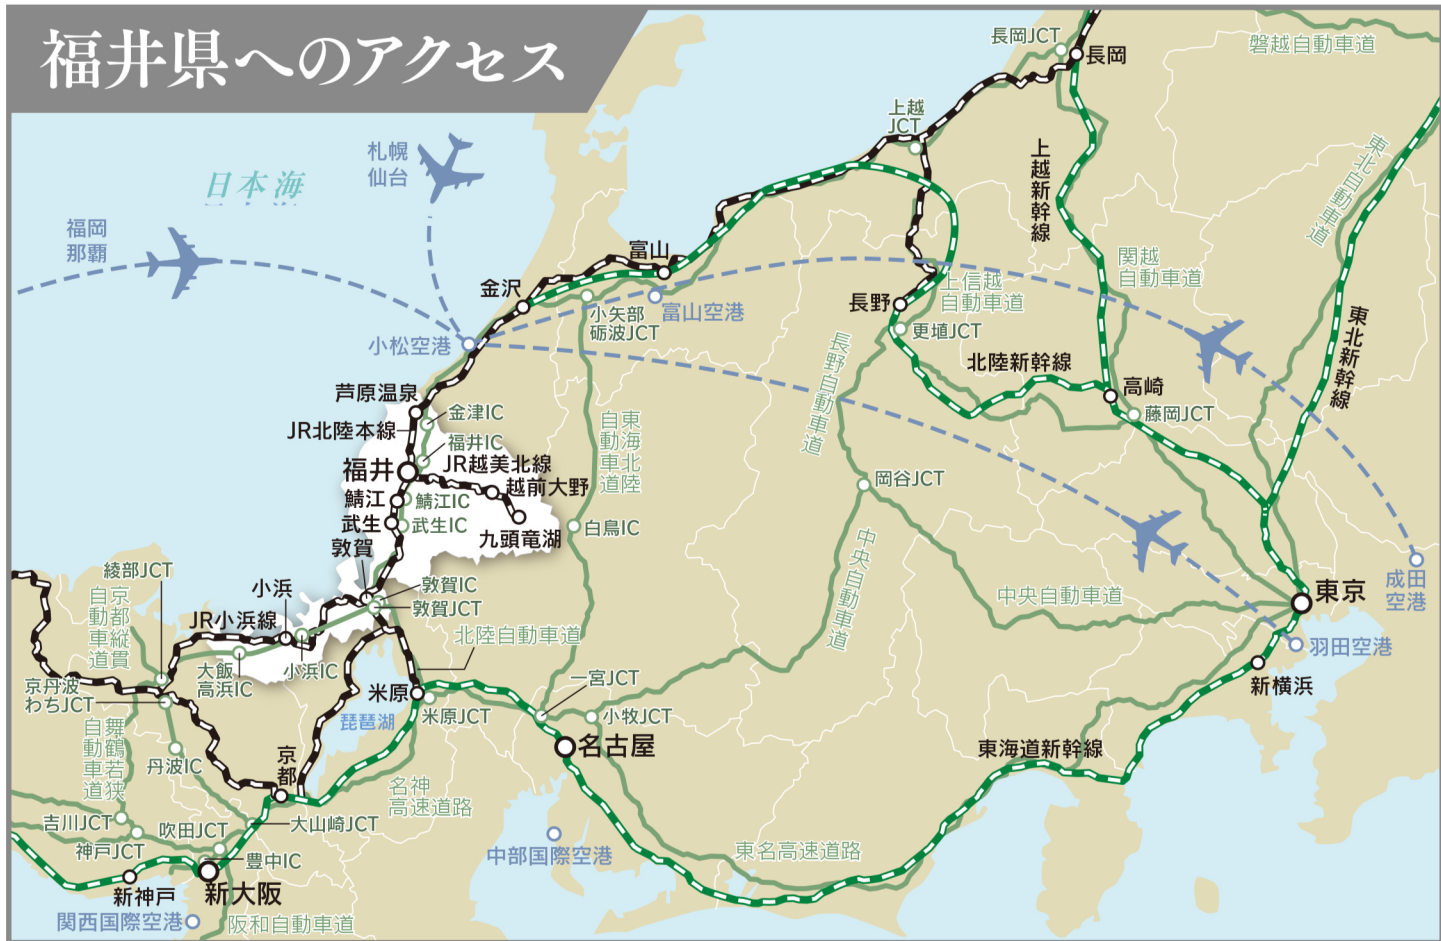 福井県へのアクセス
長岡JCT
長岡
磐越自動車道
上越
JCT
札幌
仙台
日本海
福岡
那覇
上越新幹線
東北自動車道
関越
自動車道
富山
金沢
上信越
自動車道
長野
小矢部
砺波JCT
富山空港
小松空港
更埴JCT
長野自動車道
北陸新幹線
東北新幹線
高崎
藤岡JCT
芦原温泉
金津IC
JR北陸本線
福井IC
東海北陸
自動車道
福井
JR越美北線
越前大野
鯖江
鯖江IC
武生
武生IC
九頭竜湖
白鳥IC
岡谷JCT
敦賀
中央自動車道
綾部JCT
敦賀IC
敦賀JCT
小浜
JR小浜線
京都縦貫
自動車道
北陸自動車道
中央自動車道
東京
成田
空港
羽田空港
新横浜
大飯
高浜IC
小浜IC
京丹波
わちJCT
米原
米原JCT
琵琶湖
一宮JCT
小牧JCT
名古屋
東海道新幹線
舞鶴若狭
自動車道
丹波IC
京都
名神
高速道路
吉川JCT
吹田JCT
大山崎JCT
神戸JCT
豊中IC
中部国際空港
東名高速道路
新神戸
新大阪
関西国際空港
阪和自動車道